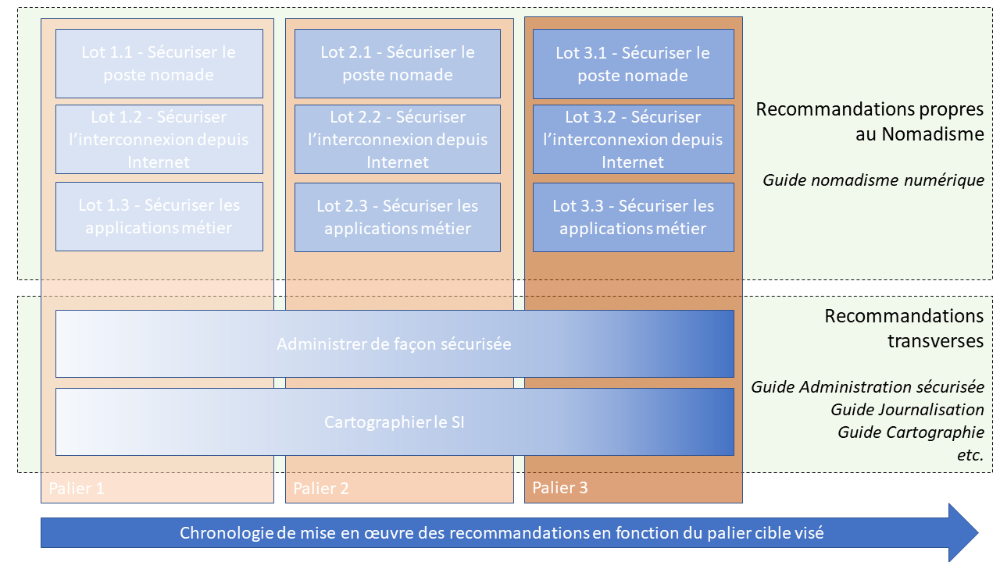 Lot 1.1 - Sécuriser le
poste nomade
Lot 1.2 - Sécuriser
l’interconnexion depuis
Internet
Lot 1.3 - Sécuriser les
applications métier
Lot 2.1 - Sécuriser le
poste nomade
Lot 2.2 - Sécuriser
l’interconnexion depuis
Internet
Lot 2.3 - Sécuriser les
applications métier
Lot 3.1 - Sécuriser le
poste nomade
Lot 3.2 - Sécuriser
l’interconnexion depuis
Internet
Lot 3.3 - Sécuriser les
applications métier
Recommandations propres
au Nomadisme
Guide nomadisme numérique
Administrer de façon sécurisée
Cartographier le SI
Recommandations
transverses
Guide Administration sécurisée
Guide Journalisation
Guide Cartographie
etc.
Palier 1
Palier 2
Palier 3
Chronologie de mise en œuvre des recommandations en fonction du palier cible visé